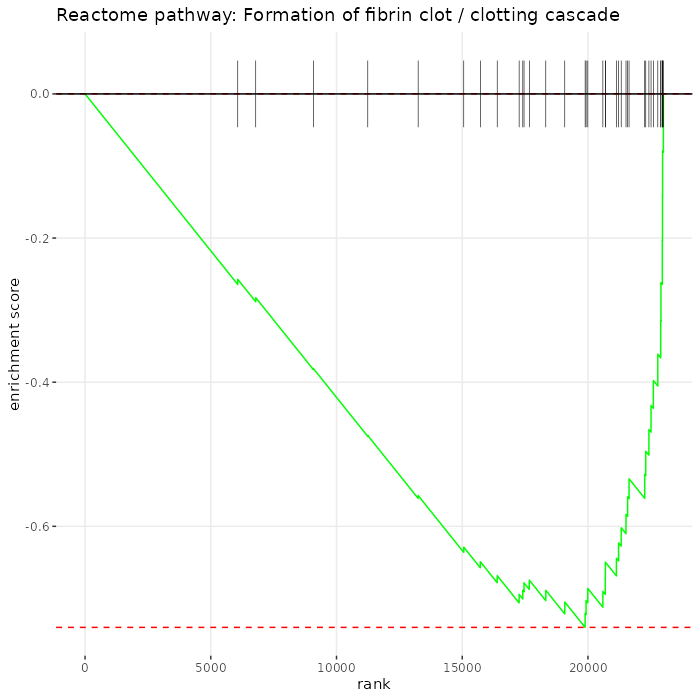 Reactome pathway: Formation of fibrin clot / clotting cascade
0.0
-0.2
-0.4
-0.6
enrichment score
0 5000 10000 15000 20000
rank